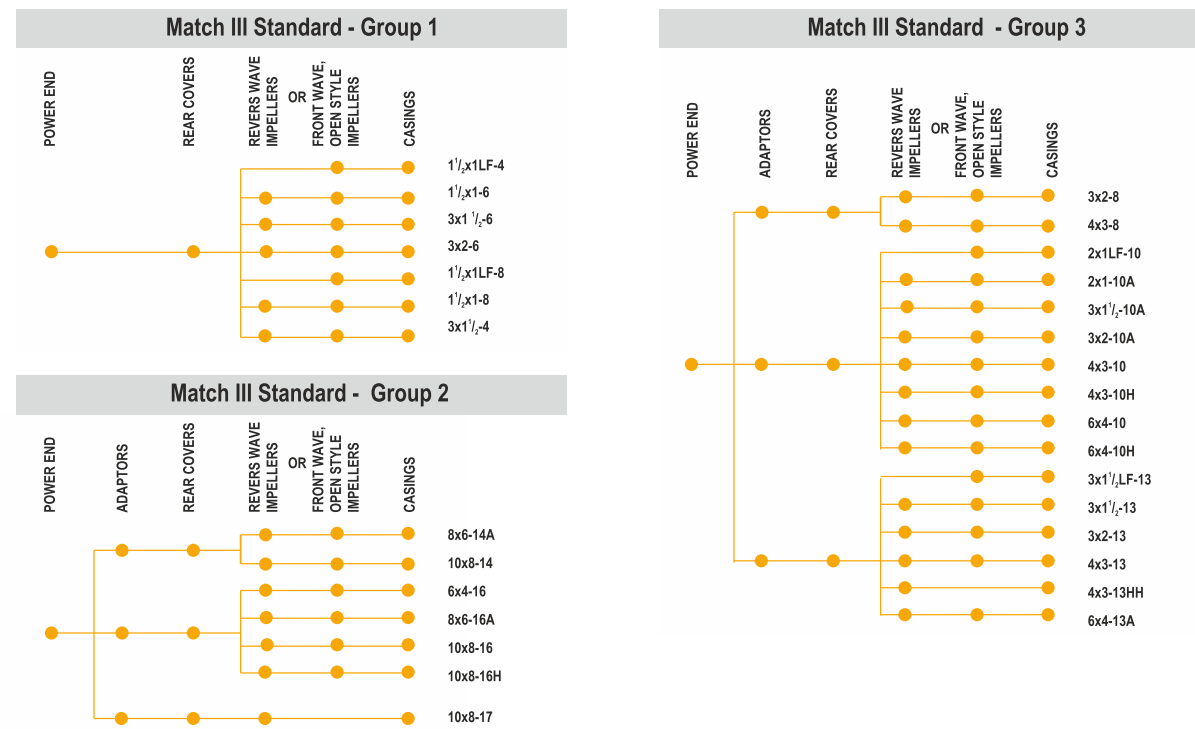 Match III Standard - Group 1
POWER END
REAR COVERS
REVERS WAVE
IMPELLERS
OR
FRONT WAVE,
OPEN STYLE
IMPELLERS
CASINGS
1 1/2x1LF-4
1 1/2x1-6
3x1 1/2-6
3x2-6
1 1/2x1LF-8
1 1/2x1-8
3x1 1/2-4
Match III Standard - Group 2
POWER END
ADAPTORS
REAR COVERS
REVERS WAVE
IMPELLERS
OR
FRONT WAVE,
OPEN STYLE
IMPELLERS
CASINGS
8x6-14A
10x8-14
6x4-16
8x6-16A
10x8-16
10x8-16H
10x8-17
Match III Standard - Group 3
POWER END
ADAPTORS
REAR COVERS
REVERS WAVE
IMPELLERS
OR
FRONT WAVE,
OPEN STYLE
IMPELLERS
CASINGS
3x2-8
4x3-8
2x1LF-10
2x1-10A
3x1 1/2-10A
3x2-10A
4x3-10
4x3-10H
6x4-10
6x4-10H
3x1 1/2LF-13
3x1 1/2-13
3x2-13
4x3-13
4x3-13HH
6x4-13A